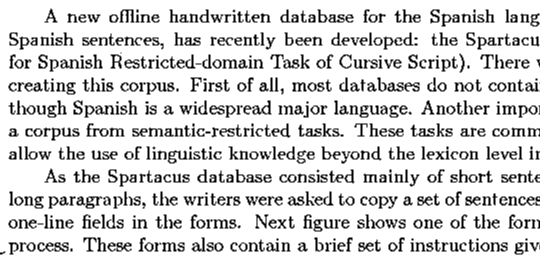 A new offline handwritten database for the Spanish lang
Spanish sentences, has recently been developed: the Spartacu
for Spanish Restricted-domain Task of Cursive Script). There
creating this corpus. First of all, most databases do not contai
though Spanish is a widespread major language. Another impor
a corpus from semantic-restricted tasks. These tasks are comm
allow the use of linguistic knowledge beyond the lexicon level in
As the Spartacus database consisted mainly of short sente
long paragraphs, the writers were asked to copy a set of sentences
one-line fields in the forms. Next figure shows one of the form
process. These forms also contain a brief set of instructions give